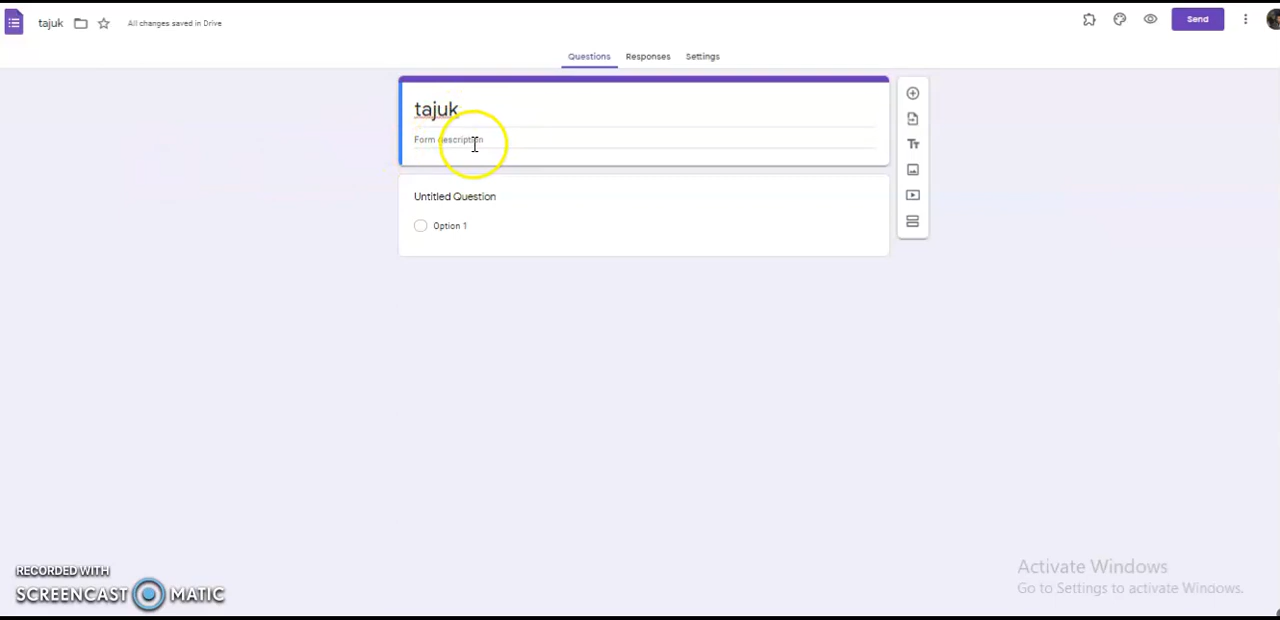 tajuk
All changes saved in Drive
Send
Questions
Responses
Settings
tajuk
Form description
Untitled Question
Option 1
Tт
Activate Windows
Go to Settings to activate Windows.
RECORDED WITH
SCREENCAST MATIC